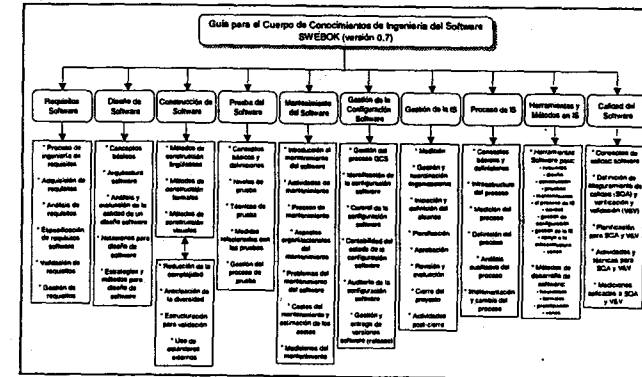 Guía para el Cuerpo de Conocimientos de Ingeniería del Software
SWEBOK (versión 0.7)
Requisitos
Software
Diseño de
Software
Construcción de
Software
Prueba del
Software
Mantenimiento
del Software
Gestión de la
Configuración
Software
Gestión de la IS
Proceso de IS
Herramientas y
Métodos en IS
Calidad del
Software
* Proceso de
ingeniería de
requisitos
* Adquisición de
requisitos
* Análisis de
requisitos
* Especificación
de requisitos
software
* Validación de
requisitos
* Gestión de
requisitos
* Conceptos
básicos
* Arquitectura
software
* Análisis
y evaluación de la
calidad de un
diseño software
* Notaciones para
diseño de
software
* Estrategias y
métodos para
diseño de
software
* Métodos de
construcción
lingüísticos
* Métodos de
construcción
formales
* Métodos de
construcción
visuales
* Reducción de la
complejidad
* Anticipación de
la diversidad
* Estructuración
para validación
* Uso de
estándares
externos
* Conceptos
básicos y
definiciones
* Niveles de
prueba
* Técnicas de
prueba
* Medidas
relacionadas con
las pruebas
* Gestión del
proceso de prueba
* Introducción al
mantenimiento
del software
* Actividades de
mantenimiento
* Proceso de
mantenimiento
* Aspectos
organizacionales del
mantenimiento
* Problemas del
mantenimiento
del software
* Costes del
mantenimiento y
estimación de los
costes
* Mediciones del
mantenimiento
* Gestión del
proceso GCS
* Identificación de
la configuración
software
* Control de la
configuración
software
* Contabilidad del
estado de la
configuración
software
* Auditoría de la
configuración
software
* Gestión y
entrega de
versiones
software (release)
* Medición
* Gestión y
organizacional
* Iniciación y
definición del alcance
* Planificación
* Aprobación
* Revisión y
evaluación
* Cierre del
proyecto
* Actividades
post-cierre
* Conceptos
básicos y
definiciones
* Infraestructura
del proceso
* Medición del
proceso
* Definición del
proceso
* Análisis
cualitativo del
proceso
* Implementación
y cambio del
proceso
* Herramientas
Software para:
* Métodos de
desarrollo de
software:
* Conceptos de
calidad software
* Definición de
aseguramiento de
calidad (SQA) y
verificación y
validación (V&V)
* Planificación
para SQA y V&V
* Actividades y
técnicas para
SQA y V&V
* Mediciones
aplicadas a SQA
y V&V